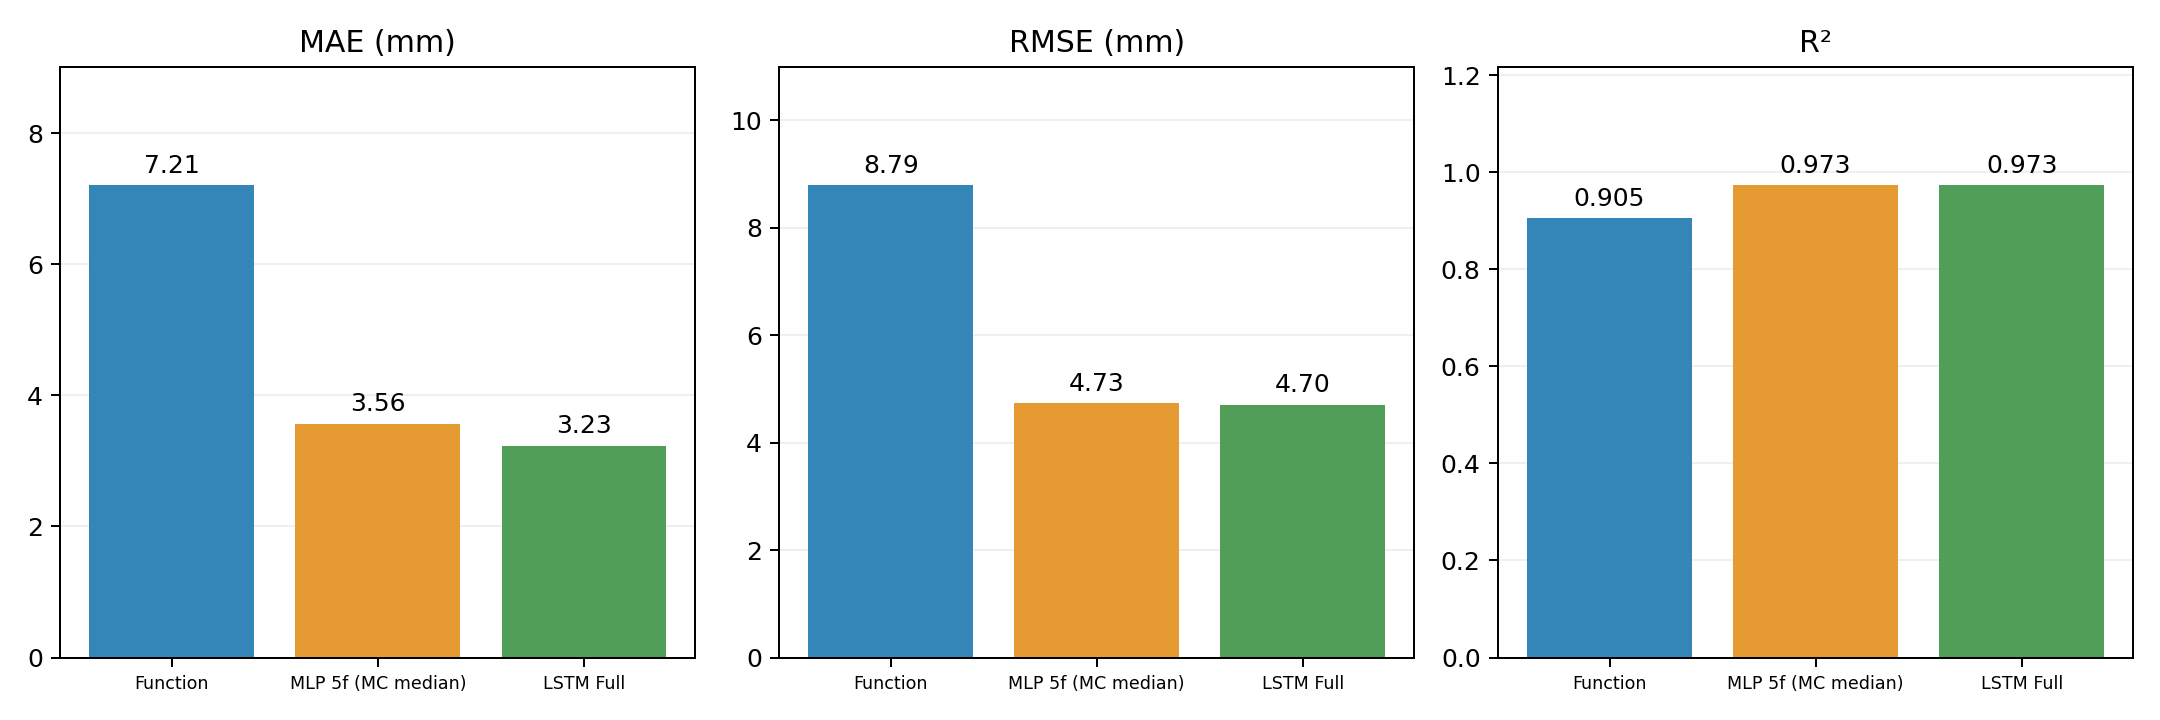 MAE (mm)
8
6
4
2
0
7.21
3.56
3.23
Function
MLP 5f (MC median)
LSTM Full
RMSE (mm)
10
8
6
4
2
0
8.79
4.73
4.70
Function
MLP 5f (MC median)
LSTM Full
R²
1.2
1.0
0.8
0.6
0.4
0.2
0.0
0.905
0.973
0.973
Function
MLP 5f (MC median)
LSTM Full